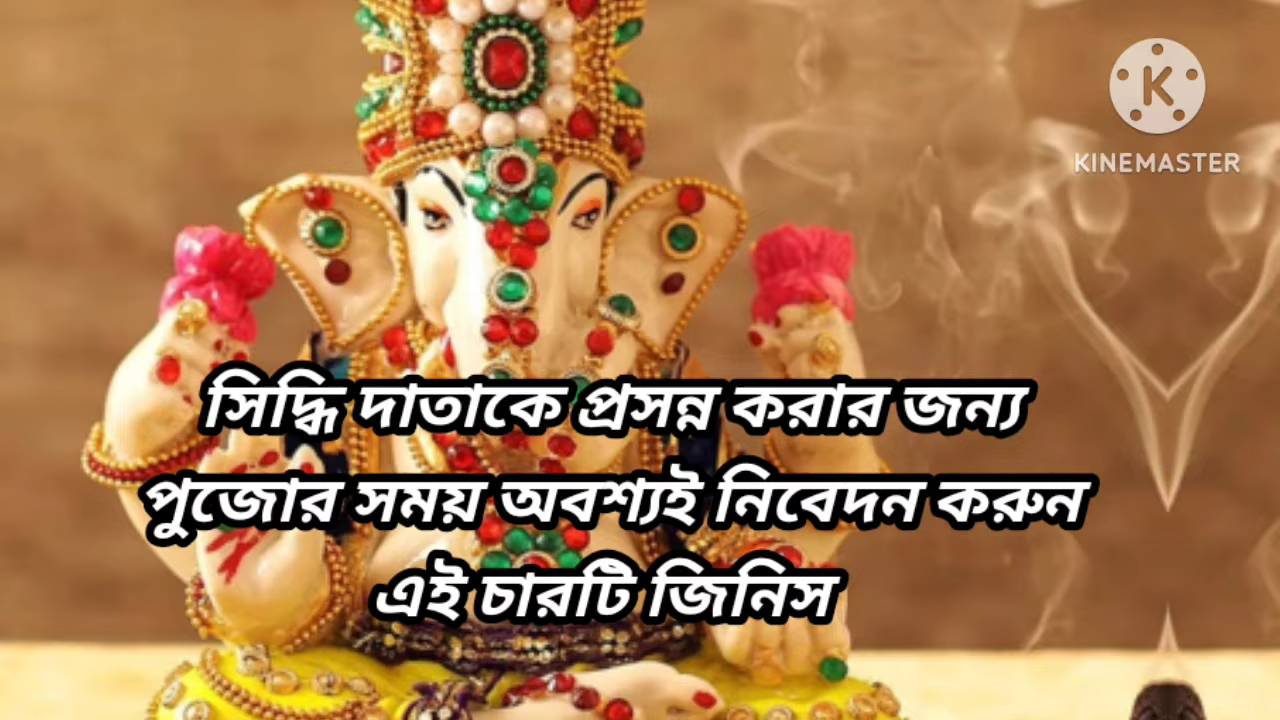 KINEMASTER
সিদ্ধি দাতাকে প্রসন্ন করার জন্য
পুজোর সময় অবশ্যই নিবেদন করুন
এই চারটি জিনিস